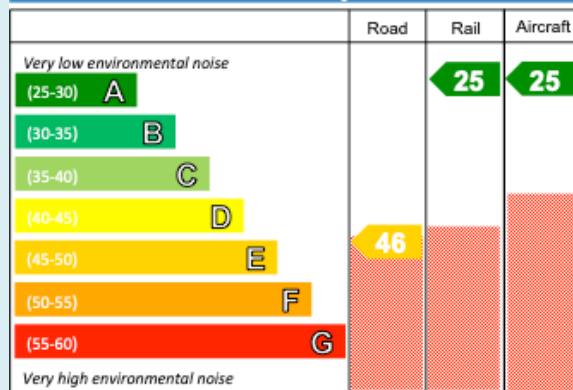 Road Rail Aircraft
Very low environmental noise
(25-30) A 25 25
(30-35) B
(35-40) C
(40-45) D
(45-50) E 46
(50-55) F
(55-60) G
Very high environmental noise